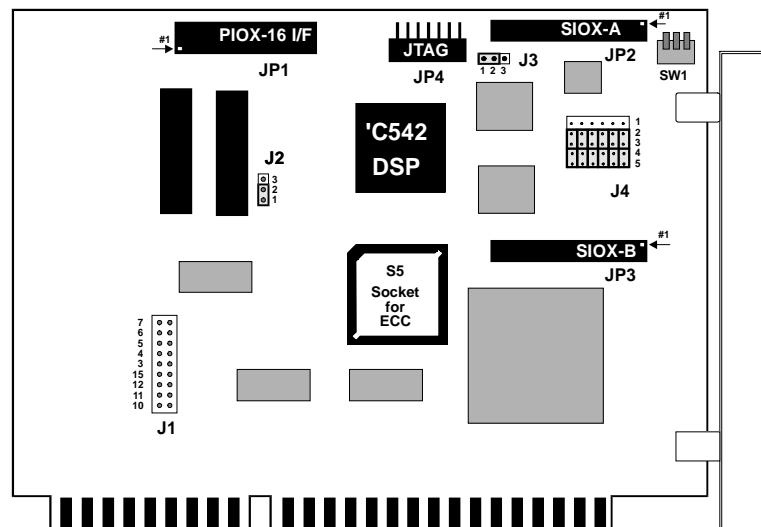 #1
PIOX-16 I/F
JP1
JTAG
JP4
SIOX-A
#1
JP2
J3
1 2 3
SW1
'C542
DSP
1
2
3
4
5
J4
J2
3
2
1
SIOX-B
#1
JP3
S5
Socket
for
ECC
7
6
5
4
3
15
12
11
10
J1